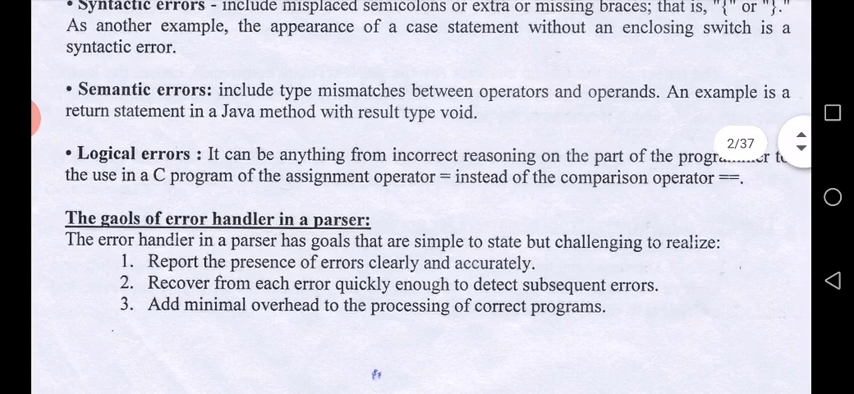 • Syntactic errors - include misplaced semicolons or extra or missing braces; that is, "{" or "}."
As another example, the appearance of a case statement without an enclosing switch is a
syntactic error.
• Semantic errors: include type mismatches between operators and operands. An example is a
return statement in a Java method with result type void.
2/37
• Logical errors : It can be anything from incorrect reasoning on the part of the
the use in a C program of the assignment operator = instead of the comparison operator ==.
The gaols of error handler in a parser:
The error handler in a parser has goals that are simple to state but challenging to realize:
1. Report the presence of errors clearly and accurately.
2. Recover from each error quickly enough to detect subsequent errors.
3. Add minimal overhead to the processing of correct programs.